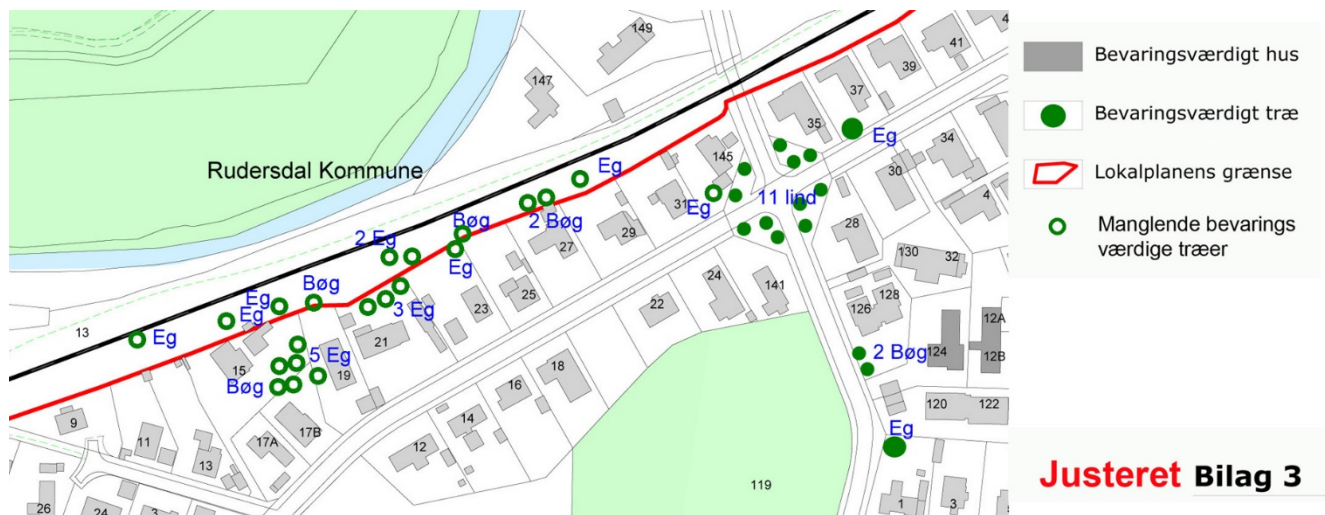 149
147
41
39
37
35
145
34
30
4
28
32
130
128
126
124
12A
12B
120
122
1
3
119
141
24
22
18
16
14
12
31
29
27
25
23
21
19
17B
17A
15
13
13
11
9
26
24
3
Rudersdal Kommune
Eg
Eg
Eg
11 lind
2 Bøg
Bøg
2 Eg
Eg
Bøg
Eg
Eg
Eg
3 Eg
5 Eg
Bøg
2 Bøg
Eg
Bevaringsværdigt hus
Bevaringsværdigt træ
Lokalplanens grænse
Manglende bevarings
værdige træer
Justeret Bilag 3